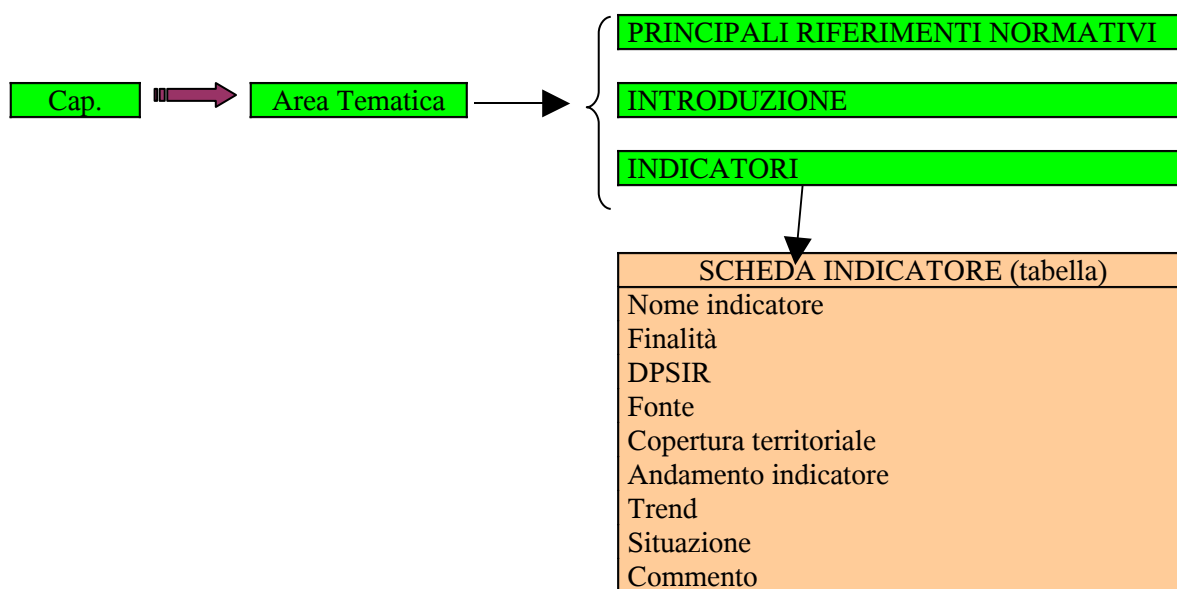 PRINCIPALI RIFERIMENTI NORMATIVI
Cap.
Area Tematica
INTRODUZIONE
INDICATORI
SCHEDA INDICATORE (tabella)
Nome indicatore
Finalità
DPSIR
Fonte
Copertura territoriale
Andamento indicatore
Trend
Situazione
Commento